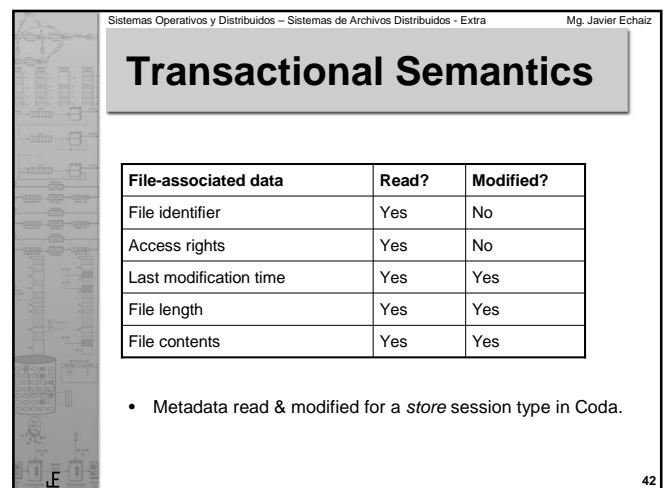 Sistemas Operativos y Distribuidos – Sistemas de Archivos Distribuidos - Extra Mg. Javier Echaiz
Transactional Semantics
File-associated data Read? Modified?
File identifier Yes No
Access rights Yes No
Last modification time Yes Yes
File length Yes Yes
File contents Yes Yes
• Metadata read & modified for a store session type in Coda.
JE
42